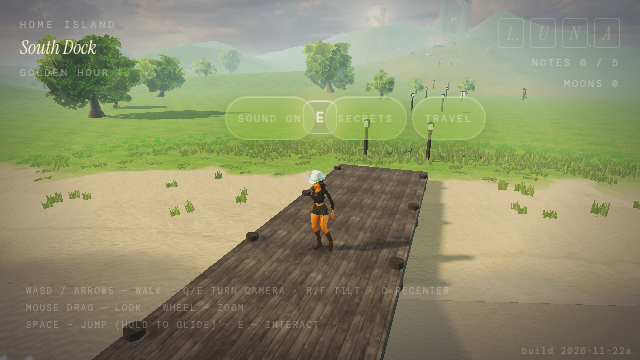 HOME ISLAND
South Dock
GOLDEN HOUR
L U N A
NOTES 0 / 5
MOONS 0
SOUND ON
E
SECRETS
TRAVEL
WASD / ARROWS — WALK · Q/E TURN CAMERA · R/F TILT · C RECENTER
MOUSE DRAG — LOOK · WHEEL — ZOOM
SPACE — JUMP (HOLD TO GLIDE) · E — INTERACT
build 2026-11-22a